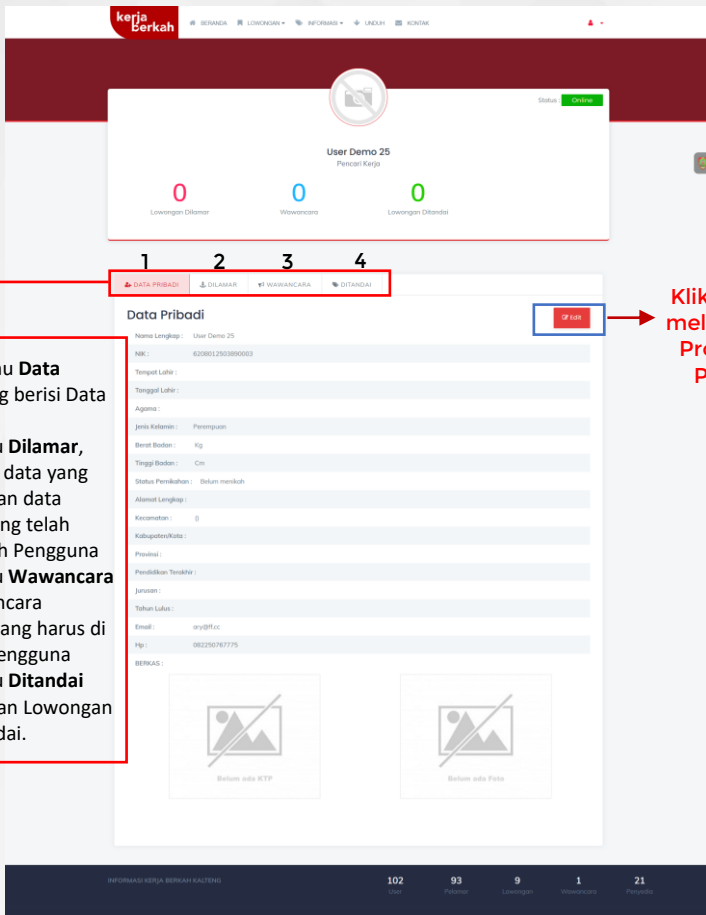 kerja
Berkah
BERANDA LOWONGAN INFORMASI UNDUH KONTAK
Status : Online
User Demo 25
Pencari Kerja
0 0 0
Lowongan Dilamar Wawancara Lowongan Ditandai
1 2 3 4
DATA PRIBADI DILAMAR WAWANCARA DITANDAI
Data Pribadi
Edit
Nama Lengkap : User Demo 25
NIK : 6208012503890003
Tempat Lahir :
Tanggal Lahir :
Agama :
Jenis Kelamin : Perempuan
Berat Badan : Kg
Tinggi Badan : Cm
Status Pernikahan : Belum menikah
Alamat Lengkap :
Kecamatan : ()
Kabupaten/Kota :
Provinsi :
Pendidikan Terakhir :
Jurusan :
Tahun Lulus :
Email : ary@ff.cc
Hp : 082250767775
BERKAS :
Belum ada KTP Belum ada Foto
Klik
mel
Pro
P
u Data
g berisi Data
u Dilamar,
data yang
an data
ng telah
h Pengguna
u Wawancara
ncara
ang harus di
engguna
u Ditandai
an Lowongan
dai.
INFORMASI KERJA BERKAH KALTENG
102 93 9 1 21
User Pelamar Lowongan Wawancara Penyedia